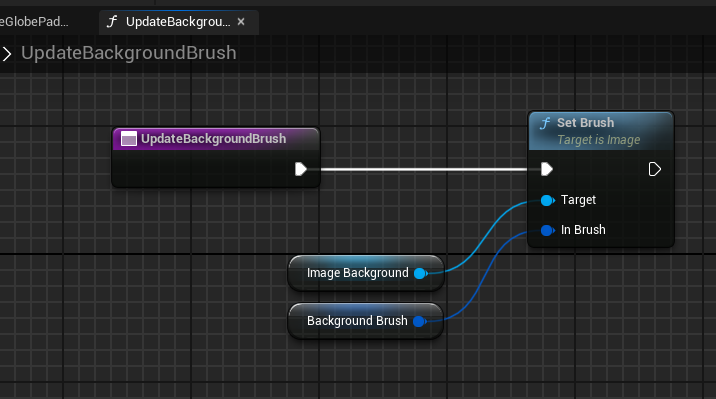 eGlobePad...
UpdateBackgrou...
UpdateBackgroundBrush
UpdateBackgroundBrush
Set Brush
Target is Image
Target
In Brush
Image Background
Background Brush